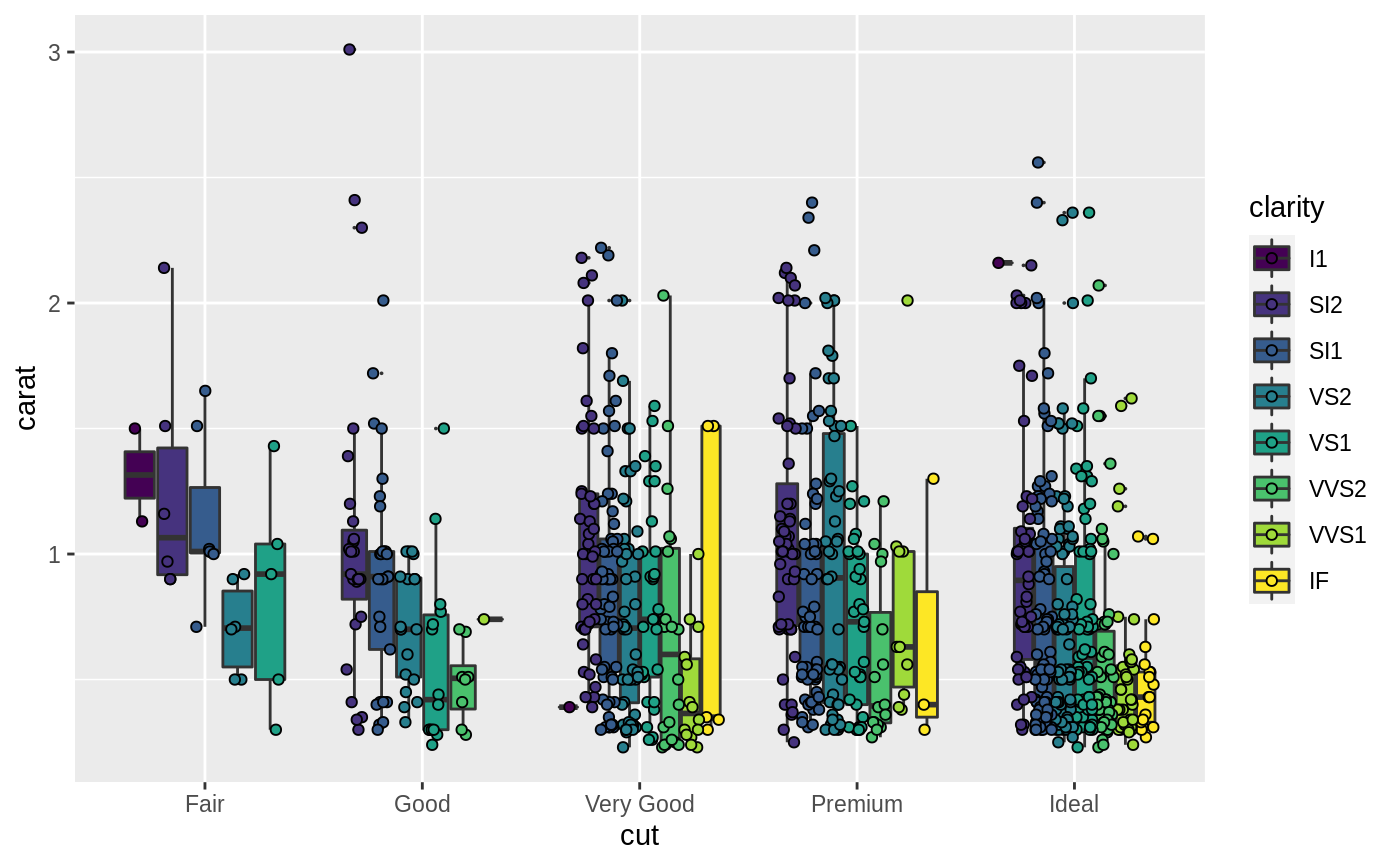 3
2
1
carat
Fair
Good
Very Good
Premium
Ideal
cut
clarity
I1
SI2
SI1
VS2
VS1
VVS2
VVS1
IF